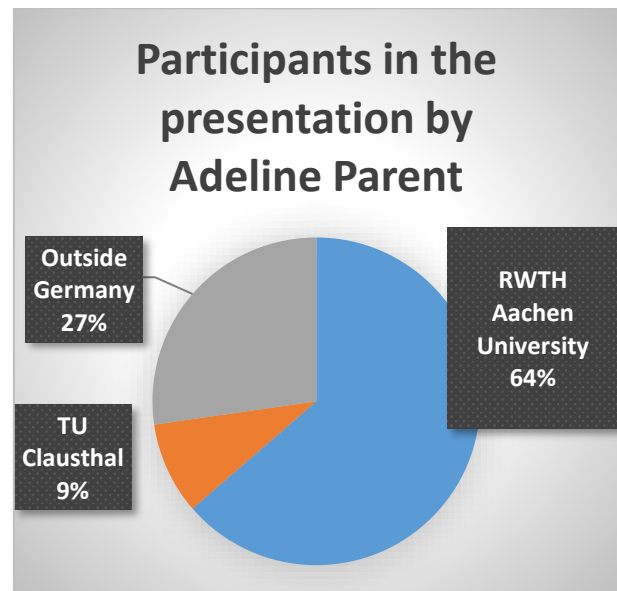 Participants in the
presentation by
Adeline Parent
Outside
Germany
27%
RWTH
Aachen
University
64%
TU
Clausthal
9%